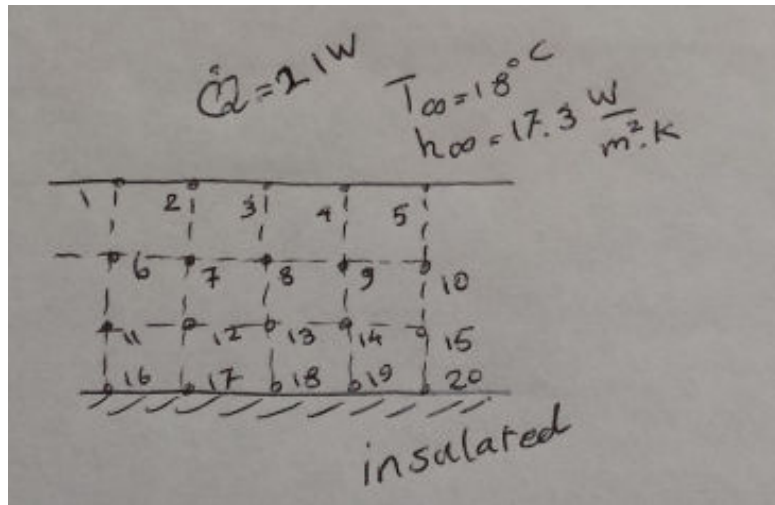 Q̇ = 21W
T∞ = 18°C
h∞ = 17.3 W/m².K
1 2 3 4 5
6 7 8 9 10
11 12 13 14 15
16 17 18 19 20
insulated